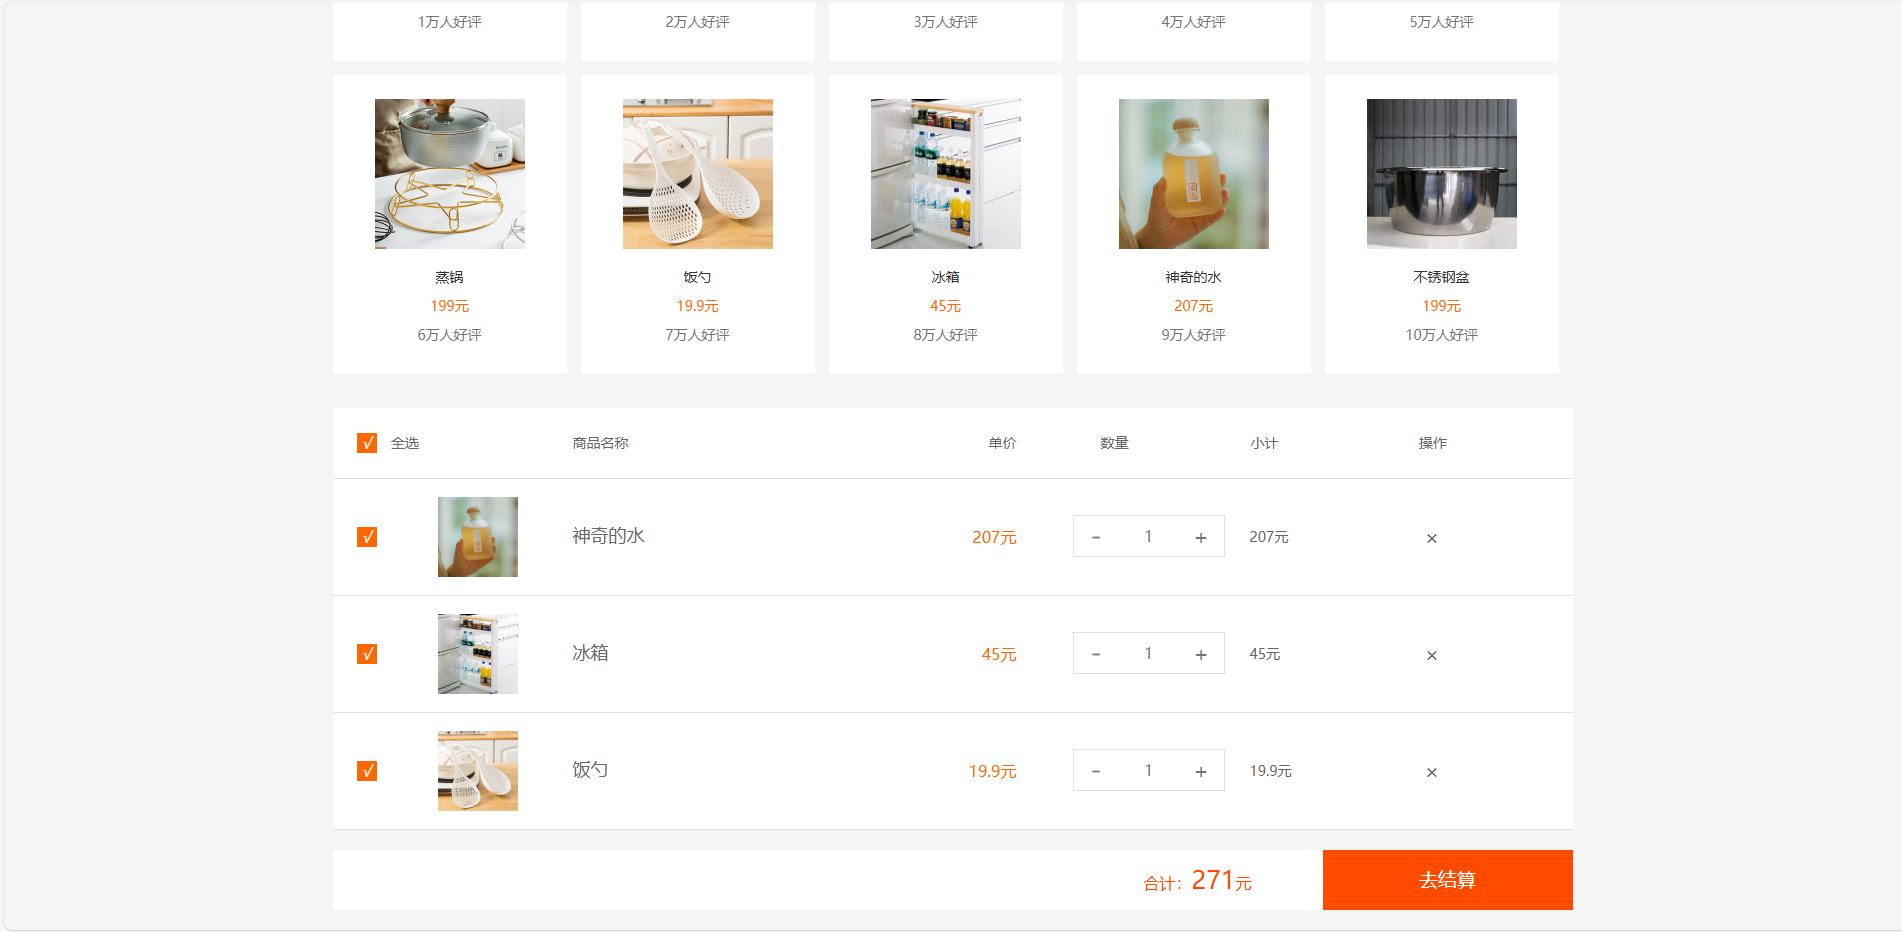 1万人好评 2万人好评 3万人好评 4万人好评 5万人好评
蒸锅 饭勺 冰箱 神奇的水 不锈钢盆
199元 19.9元 45元 207元 199元
6万人好评 7万人好评 8万人好评 9万人好评 10万人好评
√ 全选 商品名称 单价 数量 小计 操作
√ 神奇的水 207元 - 1 + 207元 ×
√ 冰箱 45元 - 1 + 45元 ×
√ 饭勺 19.9元 - 1 + 19.9元 ×
合计：271元 去结算